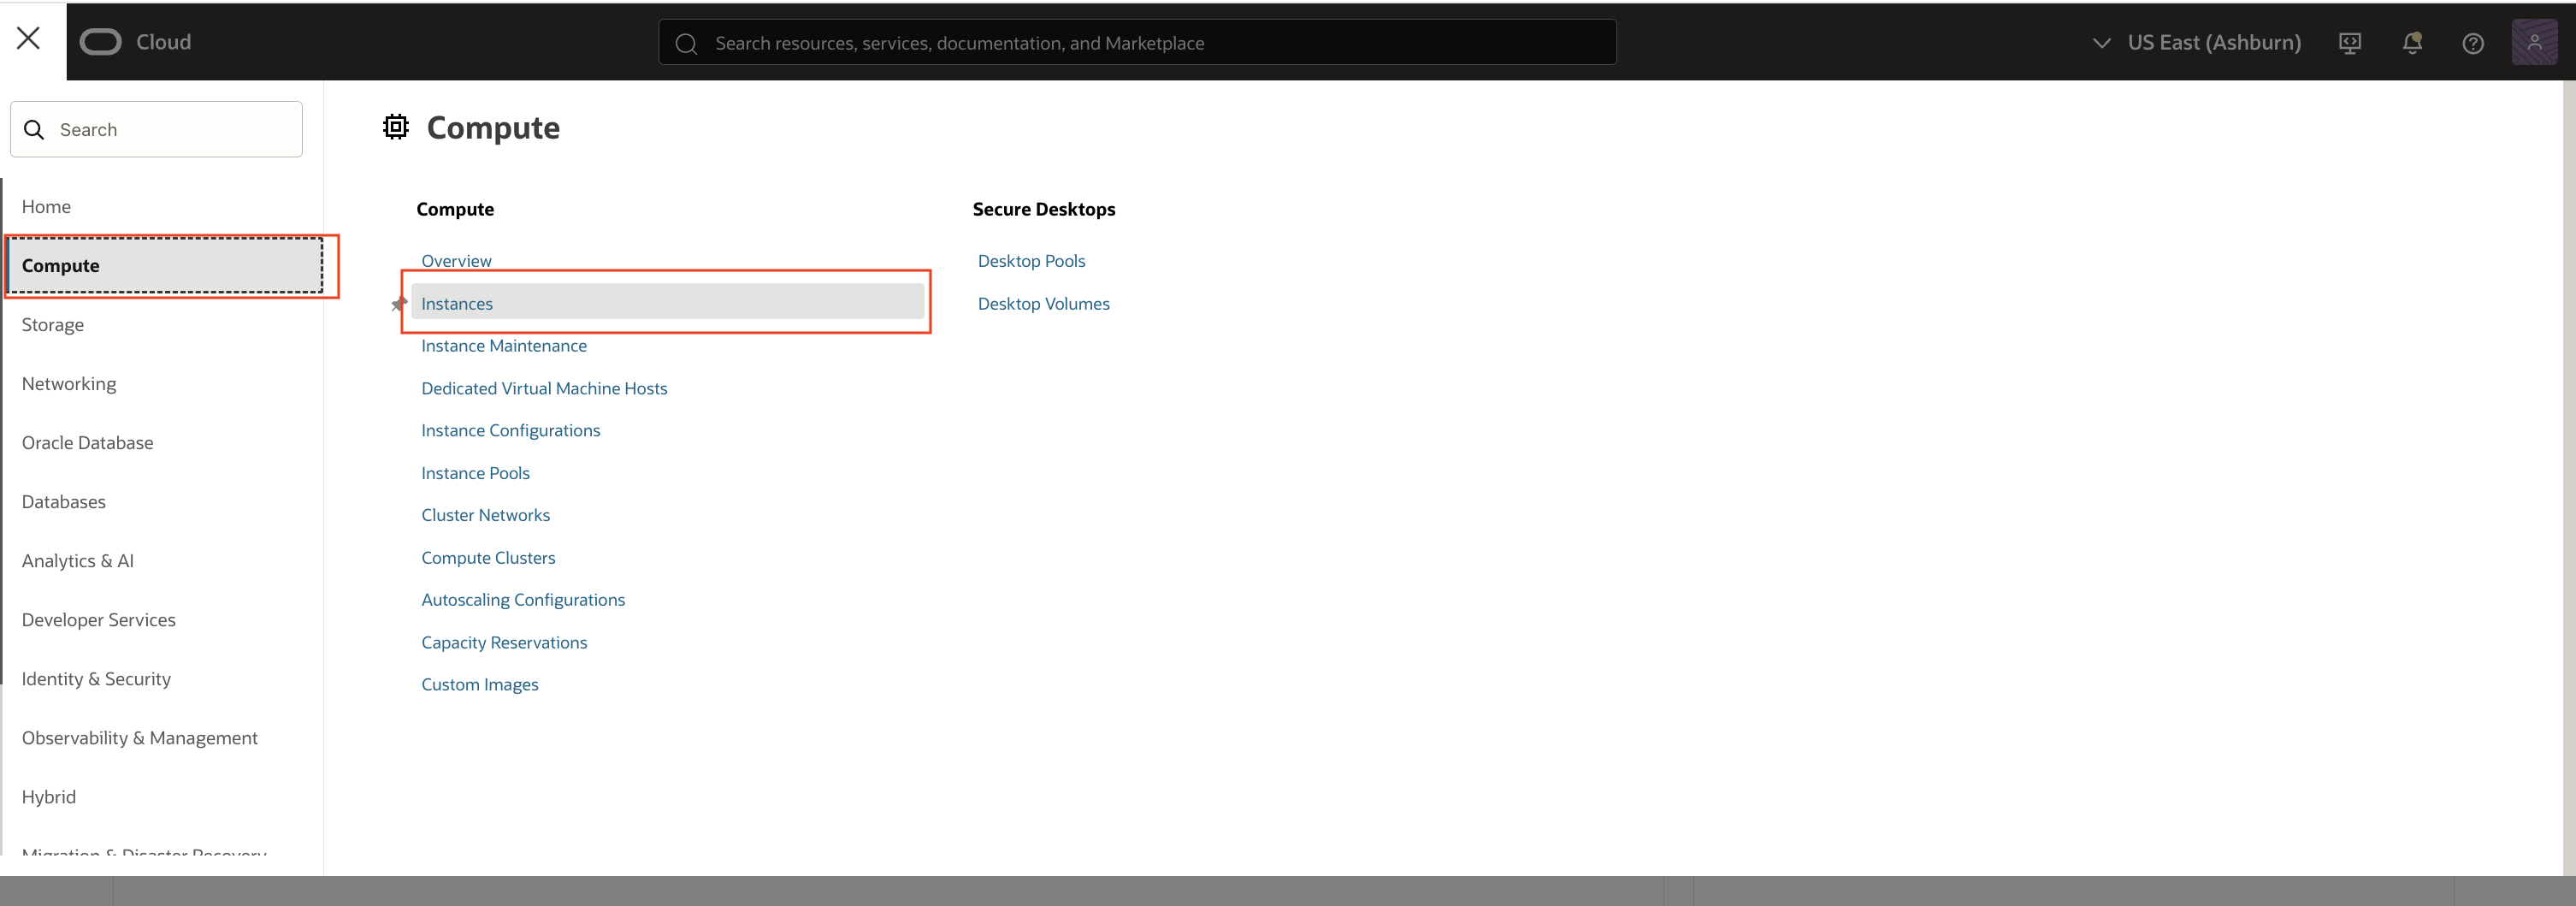 Cloud
Search resources, services, documentation, and Marketplace
US East (Ashburn)
Search
Home
Compute
Storage
Networking
Oracle Database
Databases
Analytics & AI
Developer Services
Identity & Security
Observability & Management
Hybrid
Migration & Disaster Recovery
Compute
Compute
Overview
Instances
Instance Maintenance
Dedicated Virtual Machine Hosts
Instance Configurations
Instance Pools
Cluster Networks
Compute Clusters
Autoscaling Configurations
Capacity Reservations
Custom Images
Secure Desktops
Desktop Pools
Desktop Volumes